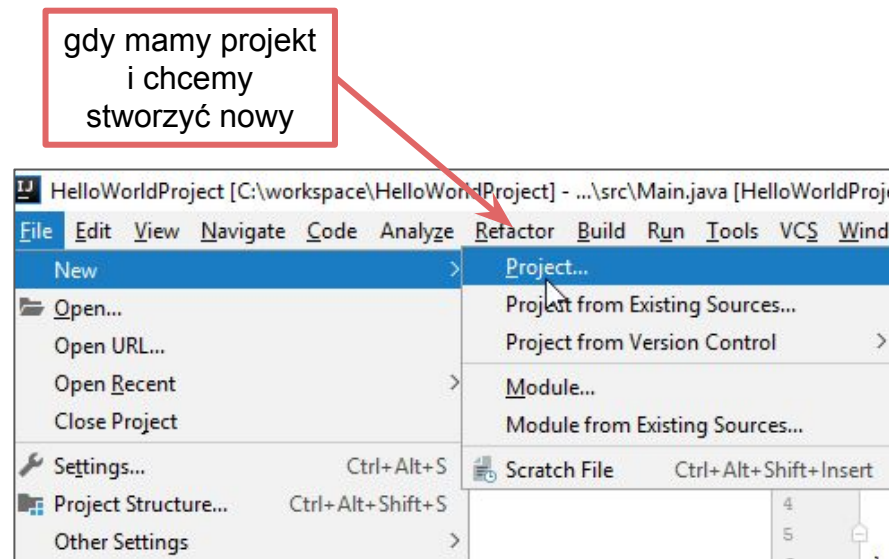 gdy mamy projekt
i chcemy
stworzyć nowy
HelloWorldProject [C:\workspace\HelloWorldProject] - ...\src\Main.java [HelloWorldProje
File Edit View Navigate Code Analyze Refactor Build Run Tools VCS Wind
New
Project...
Open...
Project from Existing Sources...
Open URL...
Project from Version Control
Open Recent
Module...
Close Project
Module from Existing Sources...
Settings... Ctrl+Alt+S
Scratch File Ctrl+Alt+Shift+Insert
Project Structure... Ctrl+Alt+Shift+S
4
Other Settings
5